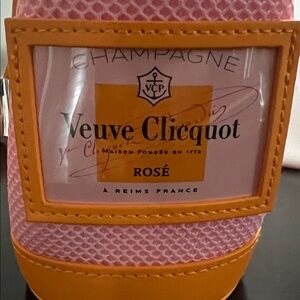 CHAMPAGNE
VCP
Veuve Clicquot
MAISON FONDÉE EN 1772
ROSÉ
À REIMS FRANCE